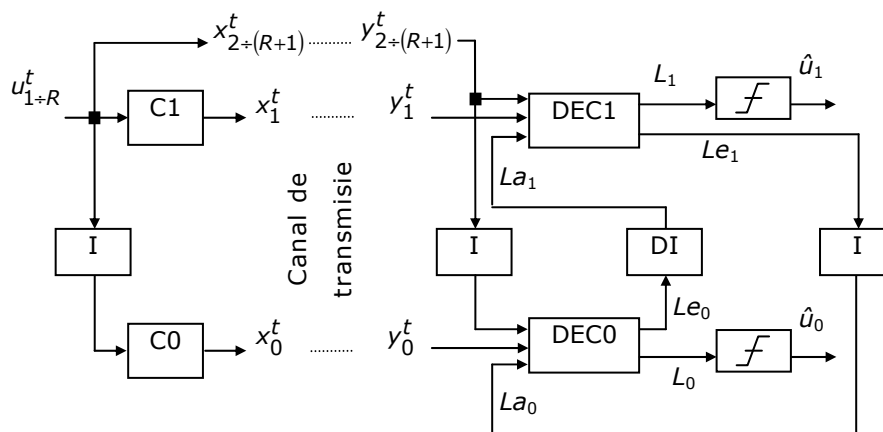 x^t_{2÷(R+1)} y^t_{2÷(R+1)}
u^t_{1÷R}
C1
x^t_1 y^t_1
DEC1
L_1
û_1
Le_1
La_1
I
Canal de
transmisie
I
DI
I
C0
x^t_0 y^t_0
DEC0
Le_0
û_0
L_0
La_0